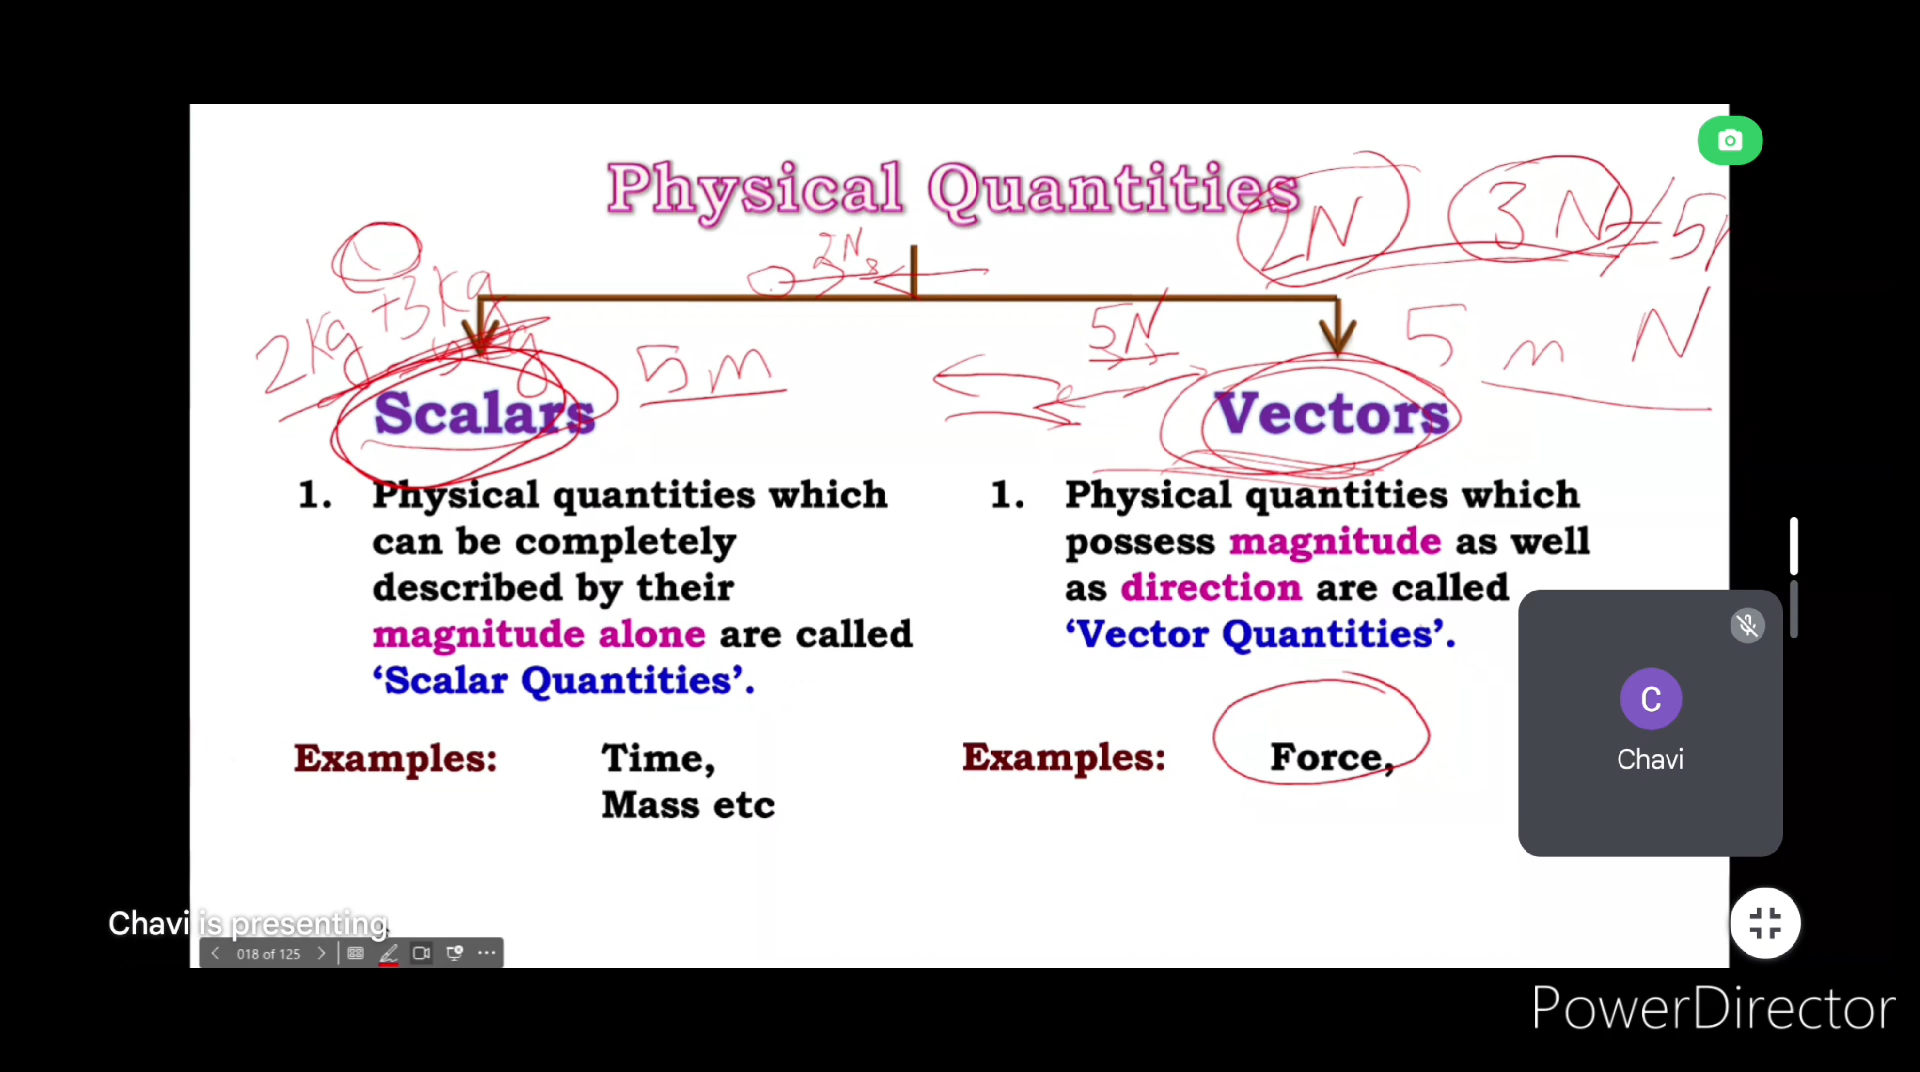 Physical Quantities
2N 3N ≠ 5
2N
2kg + 3kg
5N
5 m N
5m
Scalars
Vectors
1. Physical quantities which
can be completely
described by their
magnitude alone are called
‘Scalar Quantities’.
Examples: Time,
Mass etc
1. Physical quantities which
possess magnitude as well
as direction are called
‘Vector Quantities’.
Examples: Force,
C
Chavi
Chavi is presenting
018 of 125
PowerDirector